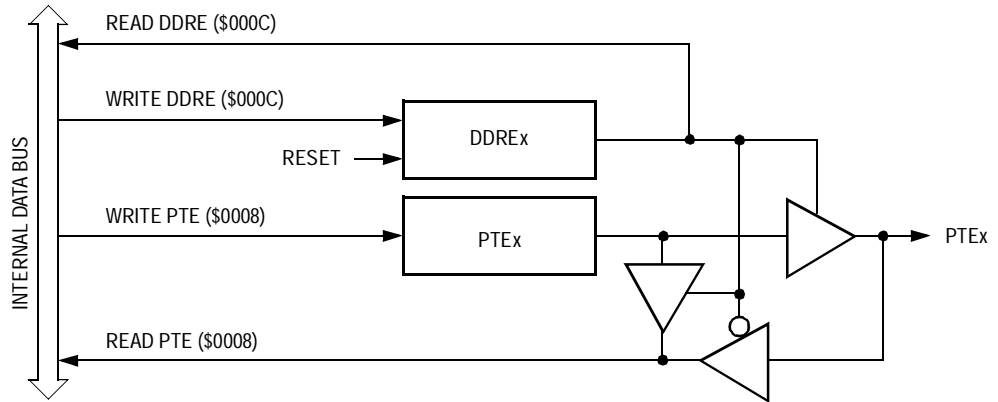 READ DDRE ($000C)
WRITE DDRE ($000C)
DDREx
RESET
WRITE PTE ($0008)
PTEx
PTEx
READ PTE ($0008)
INTERNAL DATA BUS